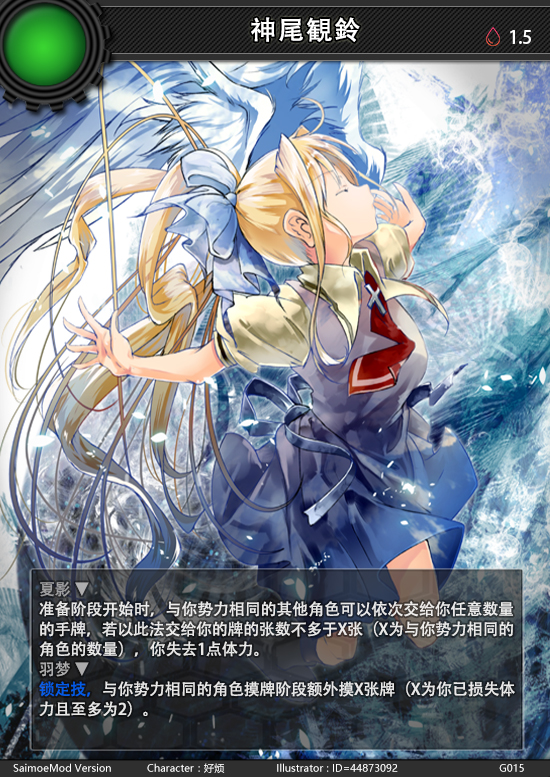 神尾観鈴
1.5
夏影 ▼
准备阶段开始时，与你势力相同的其他角色可以依次交给你任意数量
的手牌，若以此法交给你的牌的张数不多于X张（X为与你势力相同的
角色的数量），你失去1点体力。
羽梦 ▼
锁定技，与你势力相同的角色摸牌阶段额外摸X张牌（X为你已损失体
力且至多为2）。
SaimoeMod Version Character : 好烦 Illustrator : ID=44873092 G015